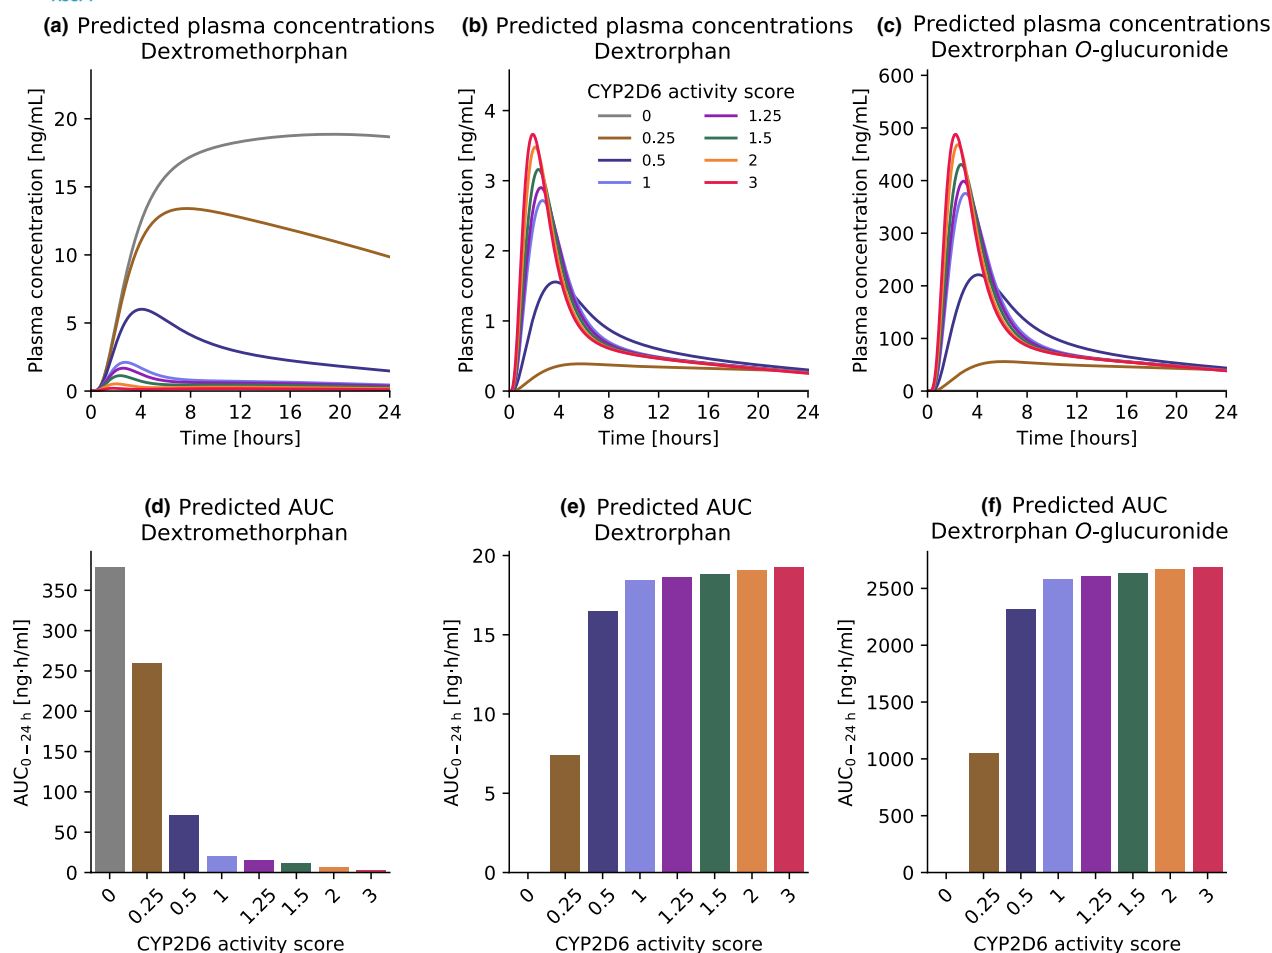 (a) Predicted plasma concentrations
Dextromethorphan
Plasma concentration [ng/mL]
20
15
10
5
0
0 4 8 12 16 20 24
Time [hours]
(b) Predicted plasma concentrations
Dextrorphan
Plasma concentration [ng/mL]
4
3
2
1
0
CYP2D6 activity score
0
0.25
0.5
1
1.25
1.5
2
3
0 4 8 12 16 20 24
Time [hours]
(c) Predicted plasma concentrations
Dextrorphan O-glucuronide
Plasma concentration [ng/mL]
600
500
400
300
200
100
0
0 4 8 12 16 20 24
Time [hours]
(d) Predicted AUC
Dextromethorphan
AUC0−24 h [ng·h/ml]
350
300
250
200
150
100
50
0
0 0.25 0.5 1 1.25 1.5 2 3
CYP2D6 activity score
(e) Predicted AUC
Dextrorphan
AUC0−24 h [ng·h/ml]
20
15
10
5
0
0 0.25 0.5 1 1.25 1.5 2 3
CYP2D6 activity score
(f) Predicted AUC
Dextrorphan O-glucuronide
AUC0−24 h [ng·h/ml]
2500
2000
1500
1000
500
0
0 0.25 0.5 1 1.25 1.5 2 3
CYP2D6 activity score